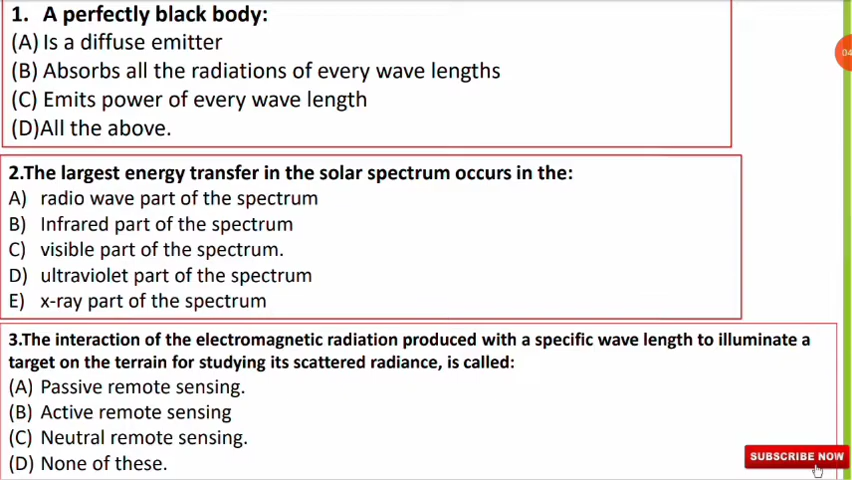 1. A perfectly black body:
(A) Is a diffuse emitter
(B) Absorbs all the radiations of every wave lengths
(C) Emits power of every wave length
(D)All the above.
2.The largest energy transfer in the solar spectrum occurs in the:
A) radio wave part of the spectrum
B) Infrared part of the spectrum
C) visible part of the spectrum.
D) ultraviolet part of the spectrum
E) x-ray part of the spectrum
3.The interaction of the electromagnetic radiation produced with a specific wave length to illuminate a
target on the terrain for studying its scattered radiance, is called:
(A) Passive remote sensing.
(B) Active remote sensing
(C) Neutral remote sensing.
(D) None of these.
04
SUBSCRIBE NOW